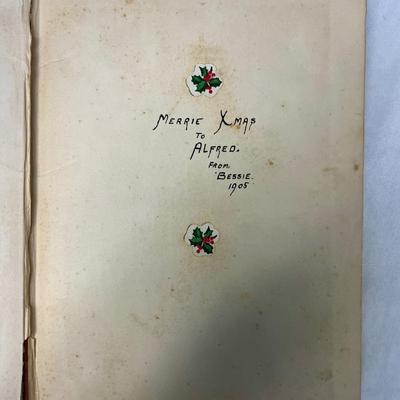 MERRIE XMAS
TO
ALFRED.
FROM
BESSIE.
1905